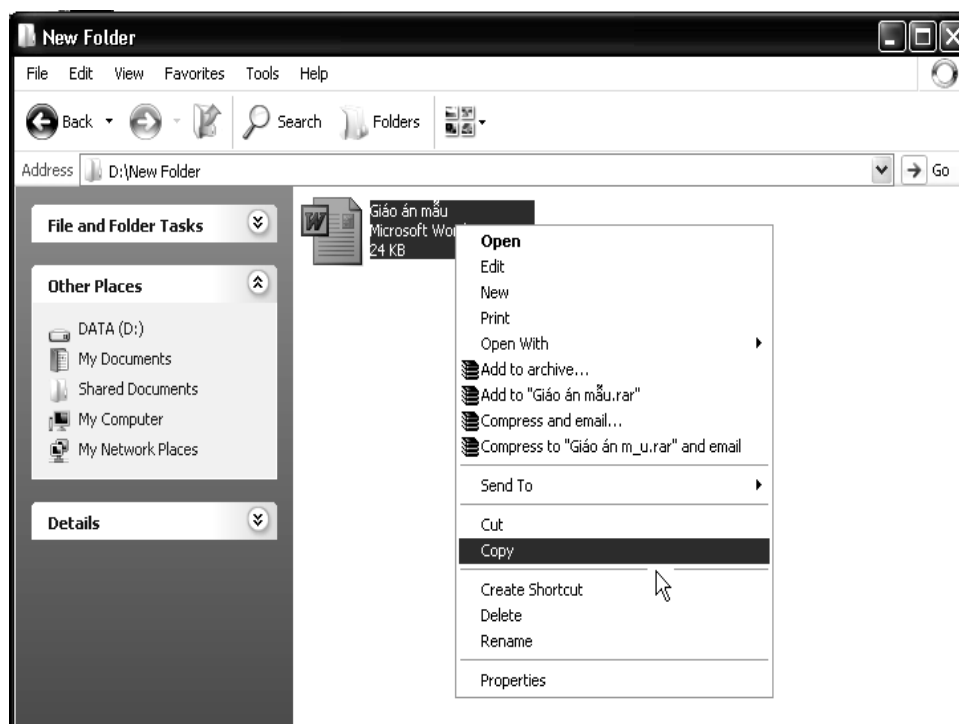 New Folder
File Edit View Favorites Tools Help
Back Search Folders
Address D:\New Folder Go
File and Folder Tasks
Other Places
DATA (D:)
My Documents
Shared Documents
My Computer
My Network Places
Details
Giáo án mẫu
Microsoft
24 KB
Open
Edit
New
Print
Open With
Add to archive...
Add to "Giáo án mẫu.rar"
Compress and email...
Compress to "Giáo án m_u.rar" and email
Send To
Cut
Copy
Create Shortcut
Delete
Rename
Properties